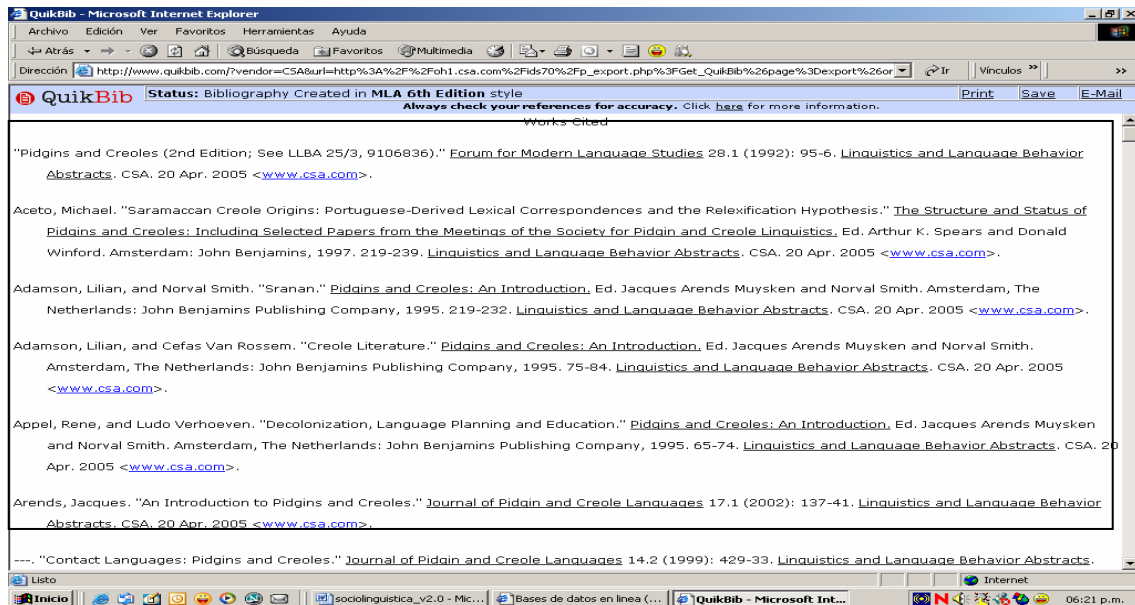 QuikBib - Microsoft Internet Explorer
Archivo Edición Ver Favoritos Herramientas Ayuda
Atrás Búsqueda Favoritos Multimedia
Dirección http://www.quikbib.com/?vendor=CSA&url=http%3A%2F%2Foh1.csa.com%2Fids70%2Fp_export.php%3FGet_QuikBib%26page%3Dexport%26or Ir Vínculos »
QuikBib Status: Bibliography Created in MLA 6th Edition style Print Save E-Mail
Always check your references for accuracy. Click here for more information.
Works Cited
"Pidgins and Creoles (2nd Edition; See LLBA 25/3, 9106836)." Forum for Modern Language Studies 28.1 (1992): 95-6. Linguistics and Language Behavior
Abstracts. CSA. 20 Apr. 2005 <www.csa.com>.
Aceto, Michael. "Saramaccan Creole Origins: Portuguese-Derived Lexical Correspondences and the Relexification Hypothesis." The Structure and Status of
Pidgins and Creoles: Including Selected Papers from the Meetings of the Society for Pidgin and Creole Linguistics. Ed. Arthur K. Spears and Donald
Winford. Amsterdam: John Benjamins, 1997. 219-239. Linguistics and Language Behavior Abstracts. CSA. 20 Apr. 2005 <www.csa.com>.
Adamson, Lilian, and Norval Smith. "Sranan." Pidgins and Creoles: An Introduction. Ed. Jacques Arends Muysken and Norval Smith. Amsterdam, The
Netherlands: John Benjamins Publishing Company, 1995. 219-232. Linguistics and Language Behavior Abstracts. CSA. 20 Apr. 2005 <www.csa.com>.
Adamson, Lilian, and Cefas Van Rossem. "Creole Literature." Pidgins and Creoles: An Introduction. Ed. Jacques Arends Muysken and Norval Smith.
Amsterdam, The Netherlands: John Benjamins Publishing Company, 1995. 75-84. Linguistics and Language Behavior Abstracts. CSA. 20 Apr. 2005
<www.csa.com>.
Appel, Rene, and Ludo Verhoeven. "Decolonization, Language Planning and Education." Pidgins and Creoles: An Introduction. Ed. Jacques Arends Muysken
and Norval Smith. Amsterdam, The Netherlands: John Benjamins Publishing Company, 1995. 65-74. Linguistics and Language Behavior Abstracts. CSA. 20
Apr. 2005 <www.csa.com>.
Arends, Jacques. "An Introduction to Pidgins and Creoles." Journal of Pidgin and Creole Languages 17.1 (2002): 137-41. Linguistics and Language Behavior
Abstracts. CSA. 20 Apr. 2005 <www.csa.com>.
---. "Contact Languages: Pidgins and Creoles." Journal of Pidgin and Creole Languages 14.2 (1999): 429-33. Linguistics and Language Behavior Abstracts.
Listo Internet
Inicio sociolinguistica_v2.0 - Mic... Bases de datos en linea (... QuikBib - Microsoft Int... 06:21 p.m.